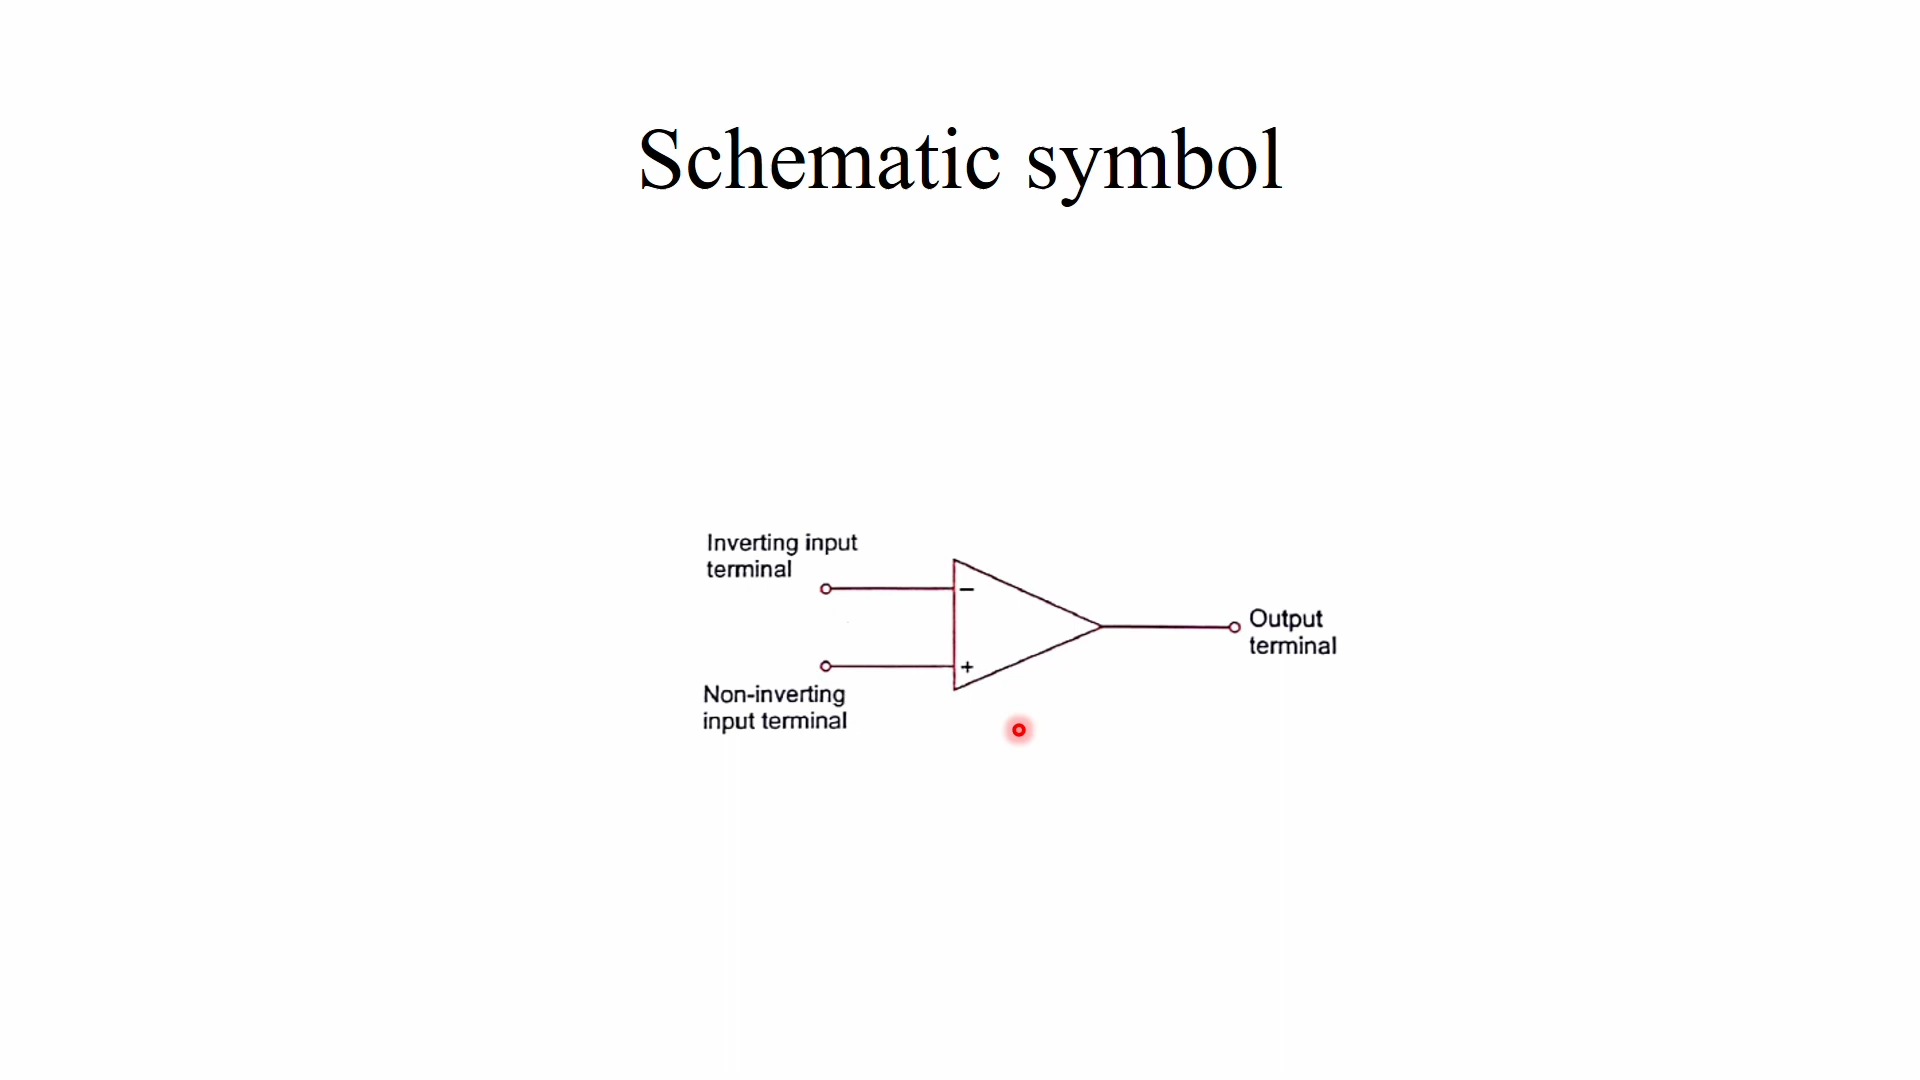 Schematic symbol
Inverting input
terminal
−
+
Output
terminal
Non-inverting
input terminal